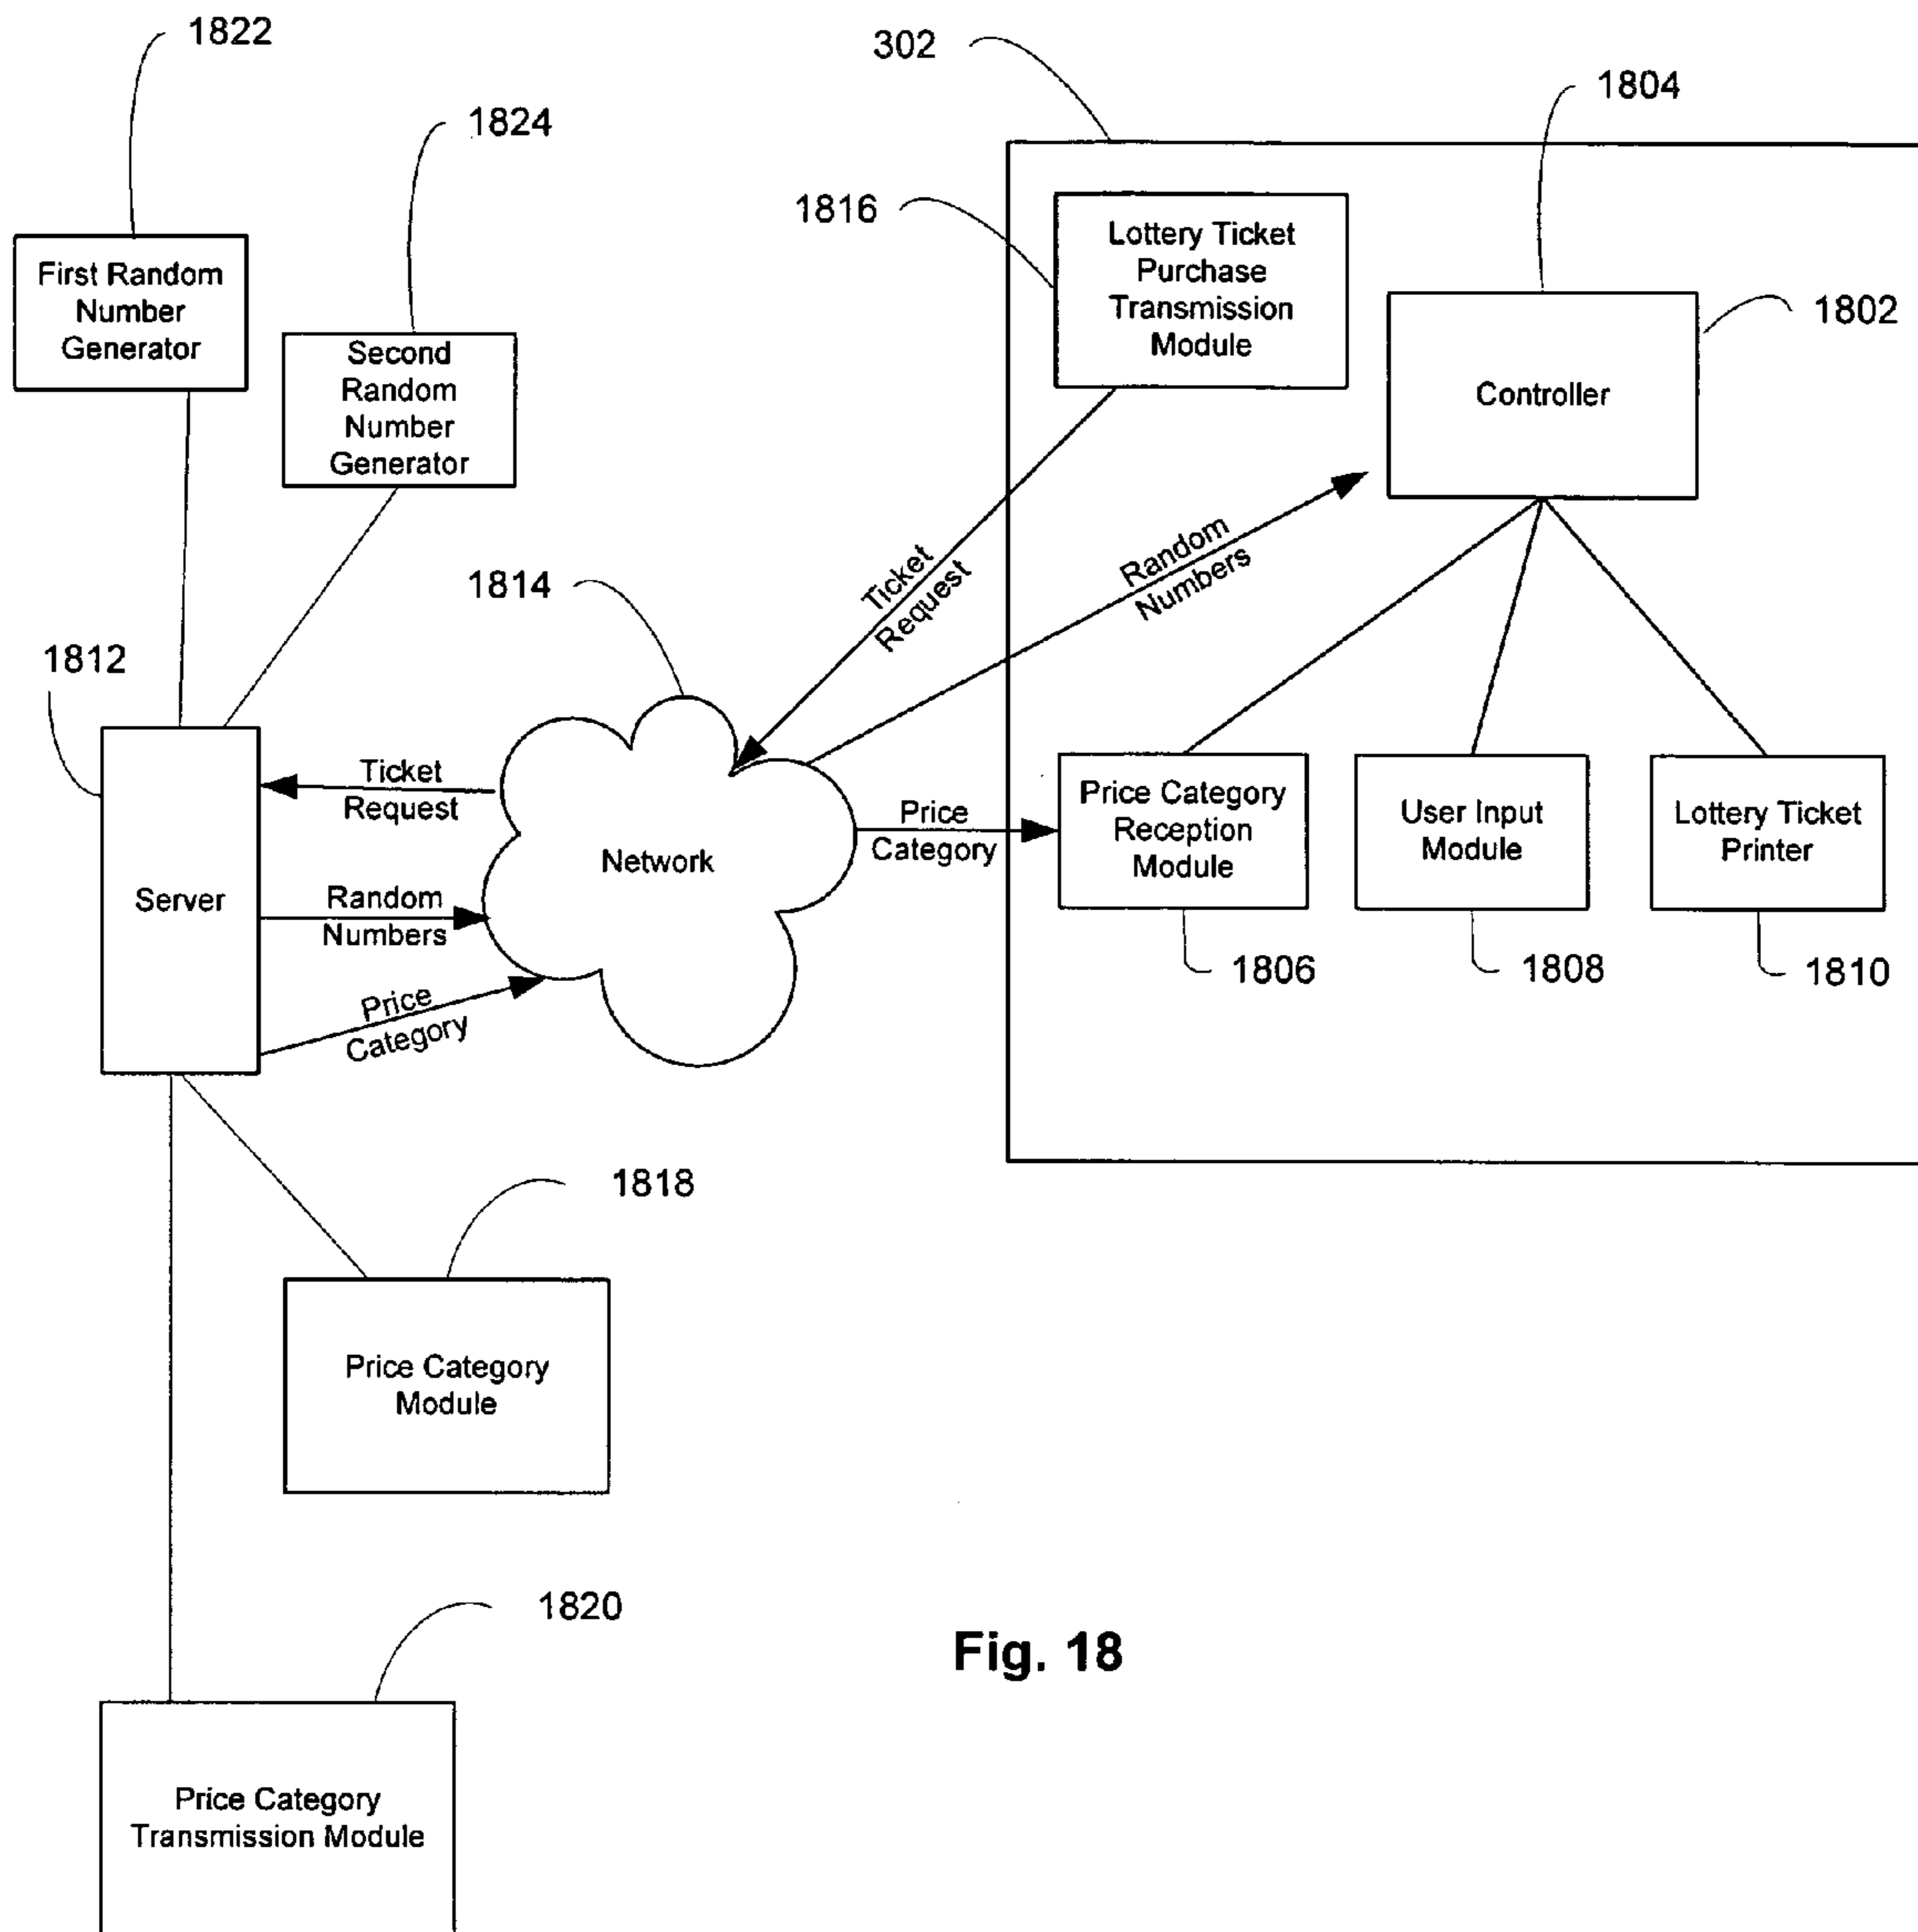 1822
302
1804
1824
1816
Lottery Ticket
Purchase
Transmission
Module
First Random
Number
Generator
1802
Second
Random
Number
Generator
Controller
Ticket
Request
Random
Numbers
1814
1812
Ticket
Request
Price
Category
Price Category
Reception
Module
User Input
Module
Lottery Ticket
Printer
Network
Server
Random
Numbers
1806
1808
1810
Price
Category
1818
Price Category
Module
1820
Fig. 18
Price Category
Transmission Module